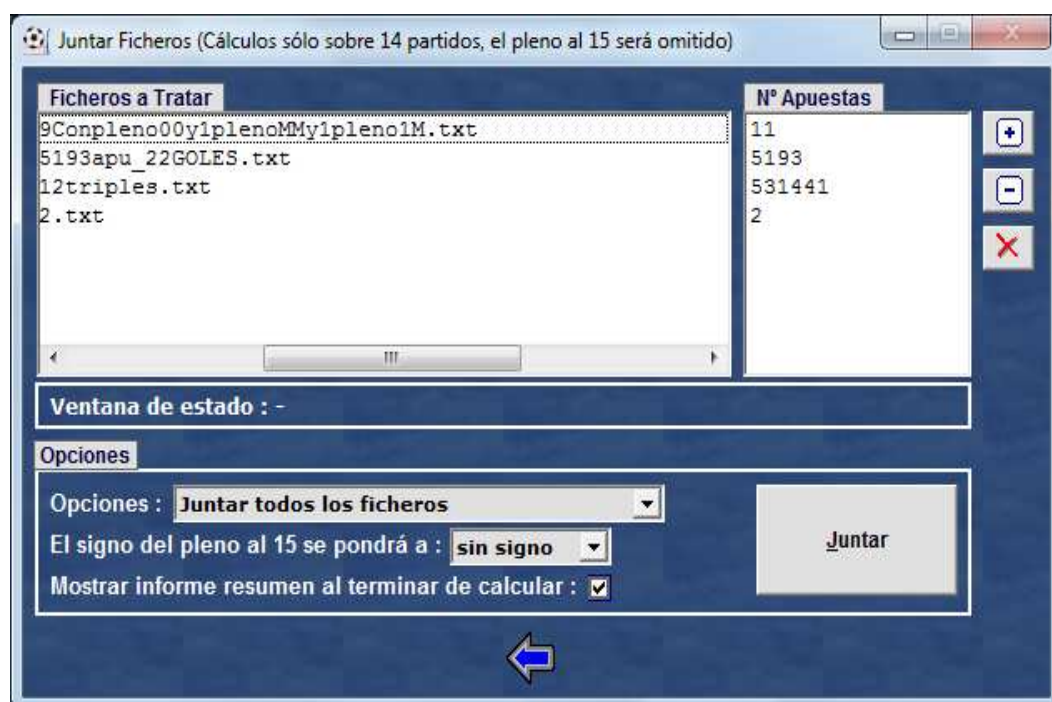 Juntar Ficheros (Cálculos sólo sobre 14 partidos, el pleno al 15 será omitido)
Ficheros a Tratar
Nº Apuestas
9Conpleno00y1plenoMMy1pleno1M.txt
11
5193apu_22GOLES.txt
5193
12triples.txt
531441
2.txt
2
Ventana de estado : -
Opciones
Opciones : Juntar todos los ficheros
El signo del pleno al 15 se pondrá a : sin signo
Mostrar informe resumen al terminar de calcular :
Juntar